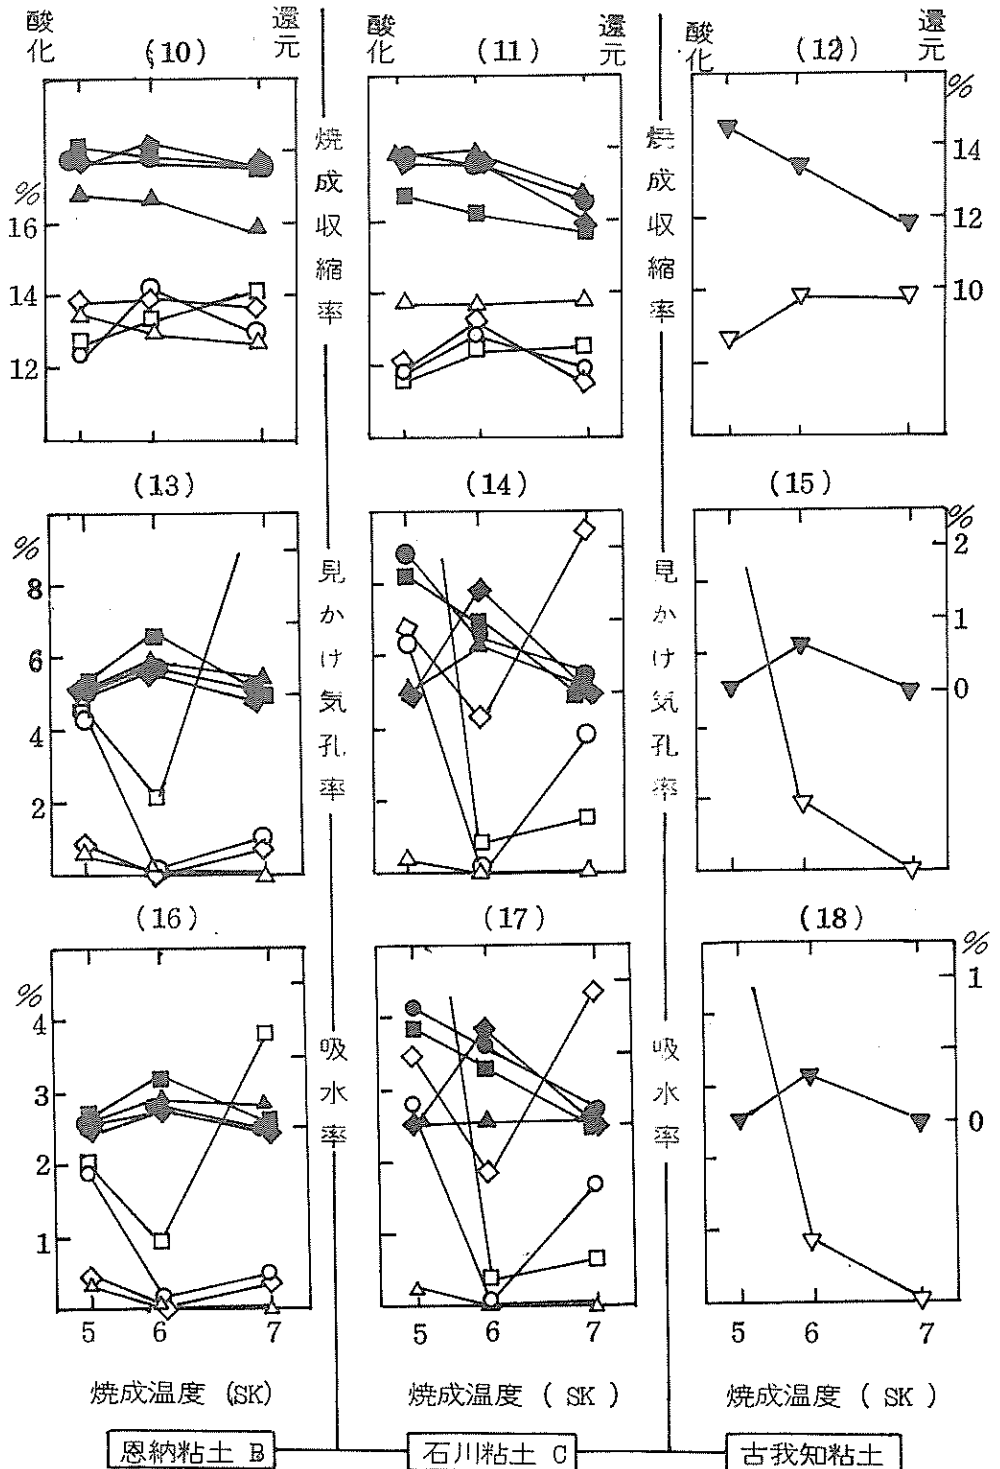 酸化 還元 酸化 還元 酸化 還元
(10) (11) (12)
%
%
16
14
12
14
12
10
焼成収縮率 焼成収縮率
(13) (14) (15)
%
8
6
4
2
%
2
1
0
見かけ気孔率 見かけ気孔率
(16) (17) (18)
%
4
3
2
1
%
1
0
吸水率 吸水率
5 6 7 5 6 7 5 6 7
焼成温度 (SK) 焼成温度 ( SK ) 焼成温度 ( SK )
恩納粘土 B 石川粘土 C 古我知粘土